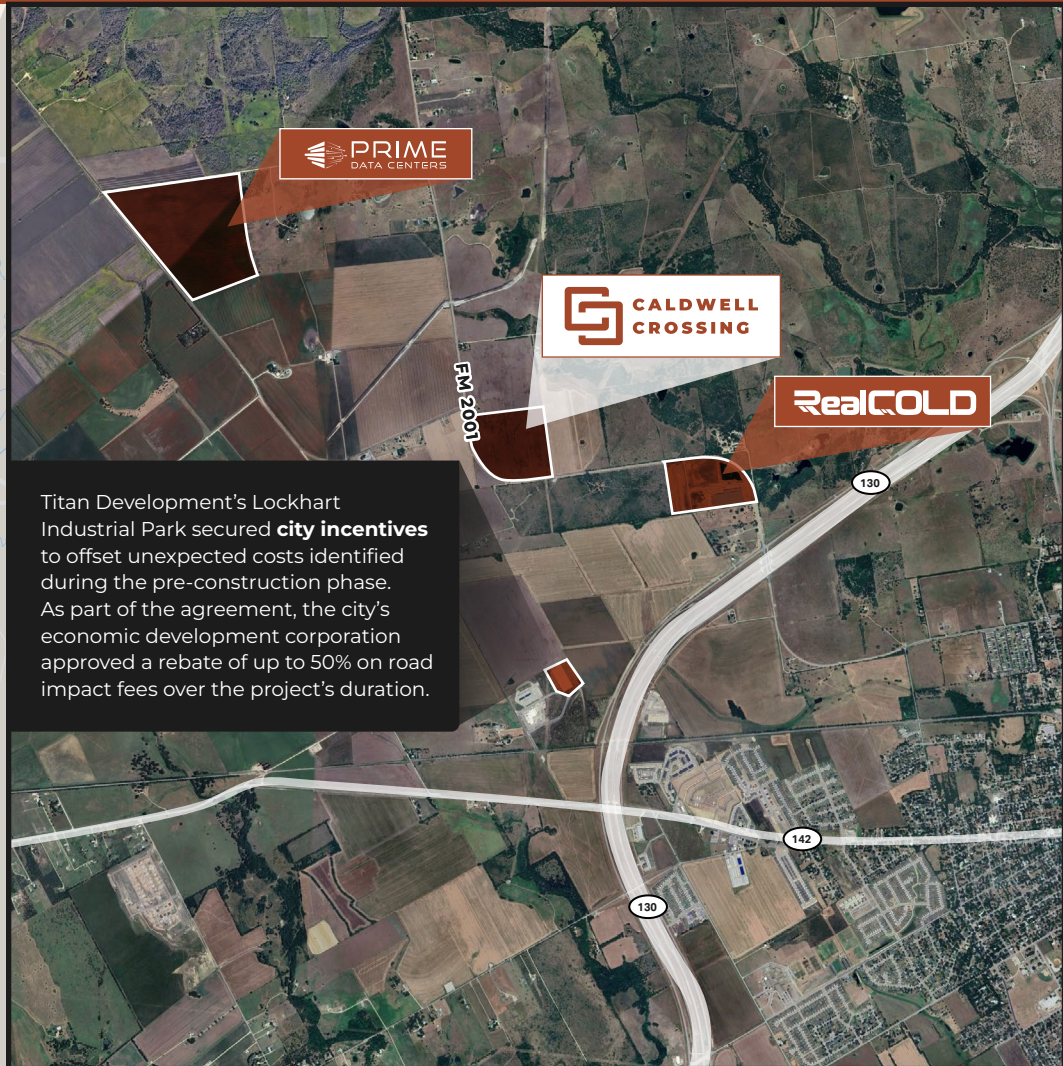 PRIME
DATA CENTERS
CALDWELL
CROSSING
FM 2001
RealCOLD
130
Titan Development's Lockhart
Industrial Park secured city incentives
to offset unexpected costs identified
during the pre-construction phase.
As part of the agreement, the city's
economic development corporation
approved a rebate of up to 50% on road
impact fees over the project's duration.
142
130